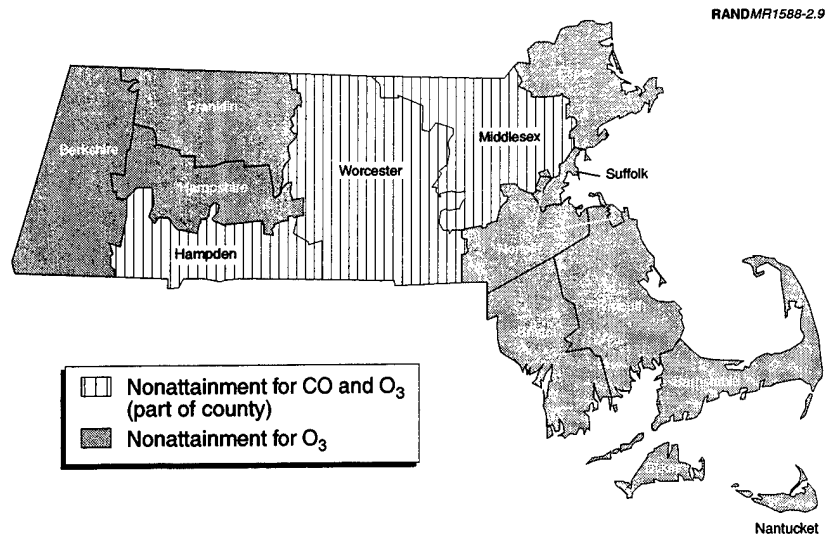 RANDMR1588-2.9
Franklin
Berkshire
Middlesex
Worcester
Hampshire
Suffolk
Hampden
Nonattainment for CO and O₃
(part of county)
Nonattainment for O₃
Nantucket